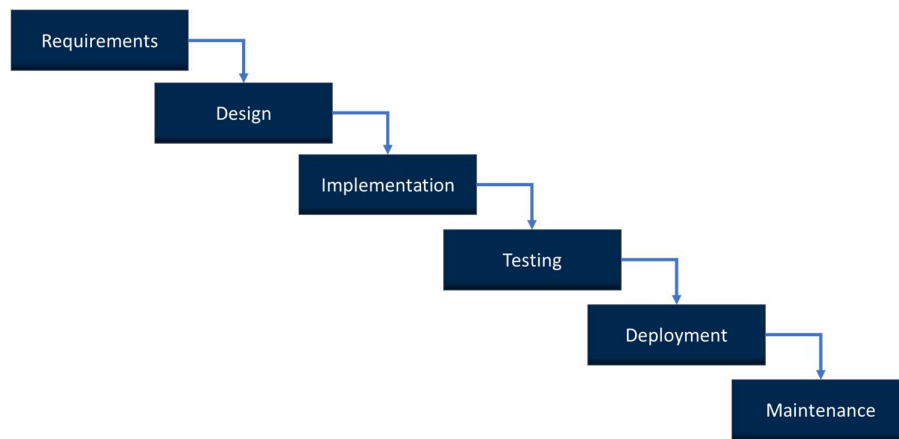 Requirements
Design
Implementation
Testing
Deployment
Maintenance